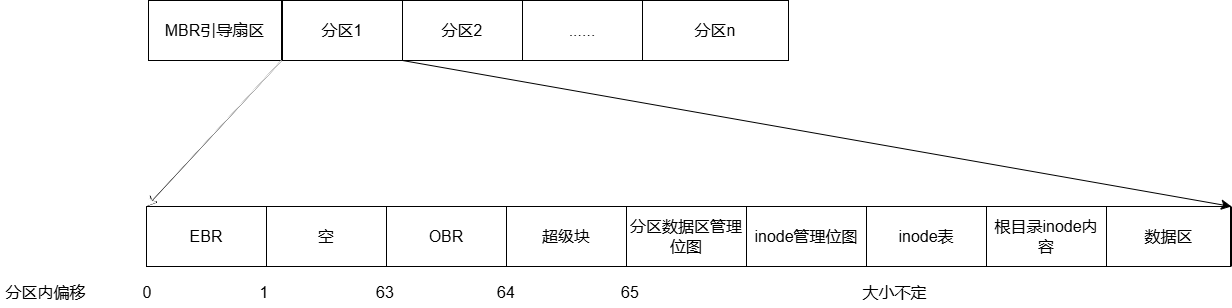 MBR引导扇区
分区1
分区2
......
分区n
EBR
空
OBR
超级块
分区数据区管理
位图
inode管理位图
inode表
根目录inode内
容
数据区
分区内偏移
0
1
63
64
65
大小不定